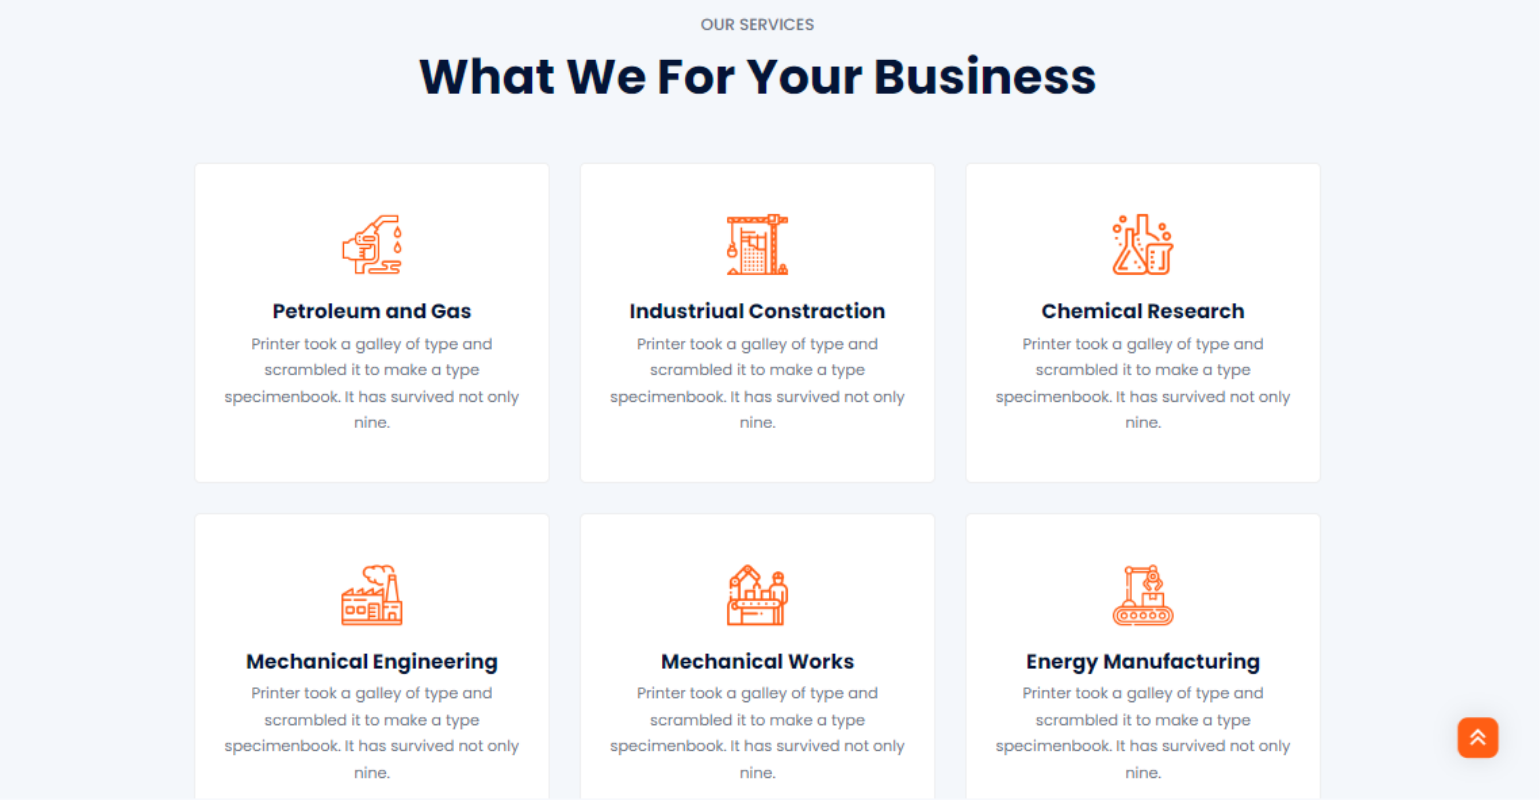 OUR SERVICES
What We For Your Business
Petroleum and Gas
Printer took a galley of type and
scrambled it to make a type
specimenbook. It has survived not only
nine.
Industriual Constraction
Printer took a galley of type and
scrambled it to make a type
specimenbook. It has survived not only
nine.
Chemical Research
Printer took a galley of type and
scrambled it to make a type
specimenbook. It has survived not only
nine.
Mechanical Engineering
Printer took a galley of type and
scrambled it to make a type
specimenbook. It has survived not only
nine.
Mechanical Works
Printer took a galley of type and
scrambled it to make a type
specimenbook. It has survived not only
nine.
Energy Manufacturing
Printer took a galley of type and
scrambled it to make a type
specimenbook. It has survived not only
nine.